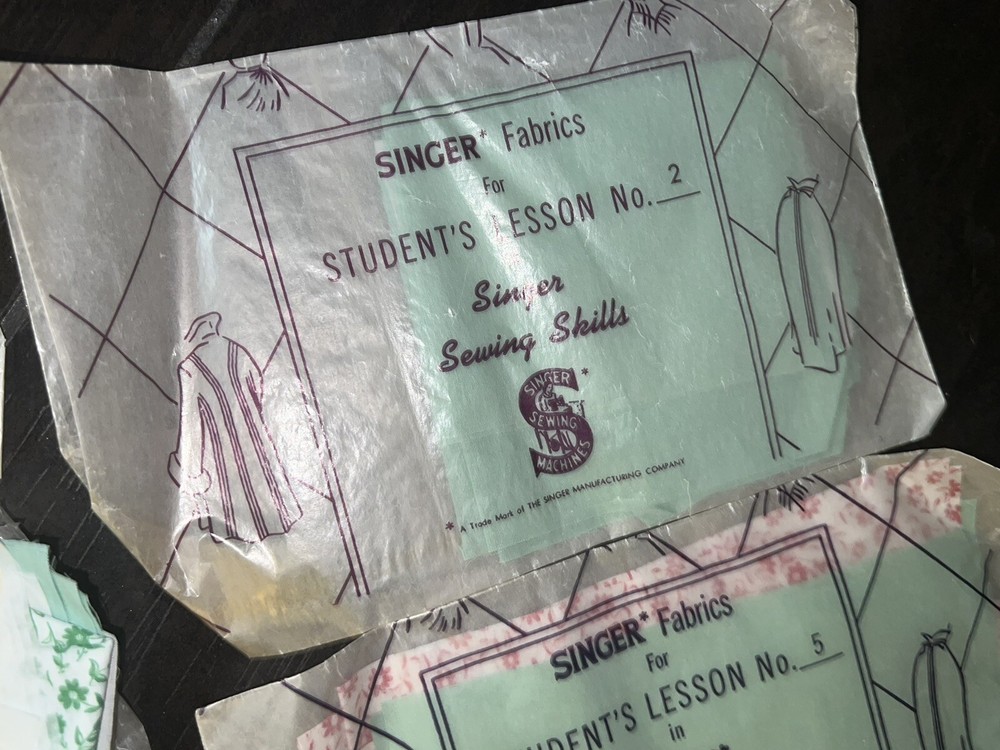 SINGER* Fabrics
For
STUDENT'S LESSON No. 2
Singer
Sewing Skills
SINGER *
SEWING
MACHINES
* A Trade Mark of THE SINGER MANUFACTURING COMPANY
SINGER* Fabrics
For
STUDENT'S LESSON No. 5
in